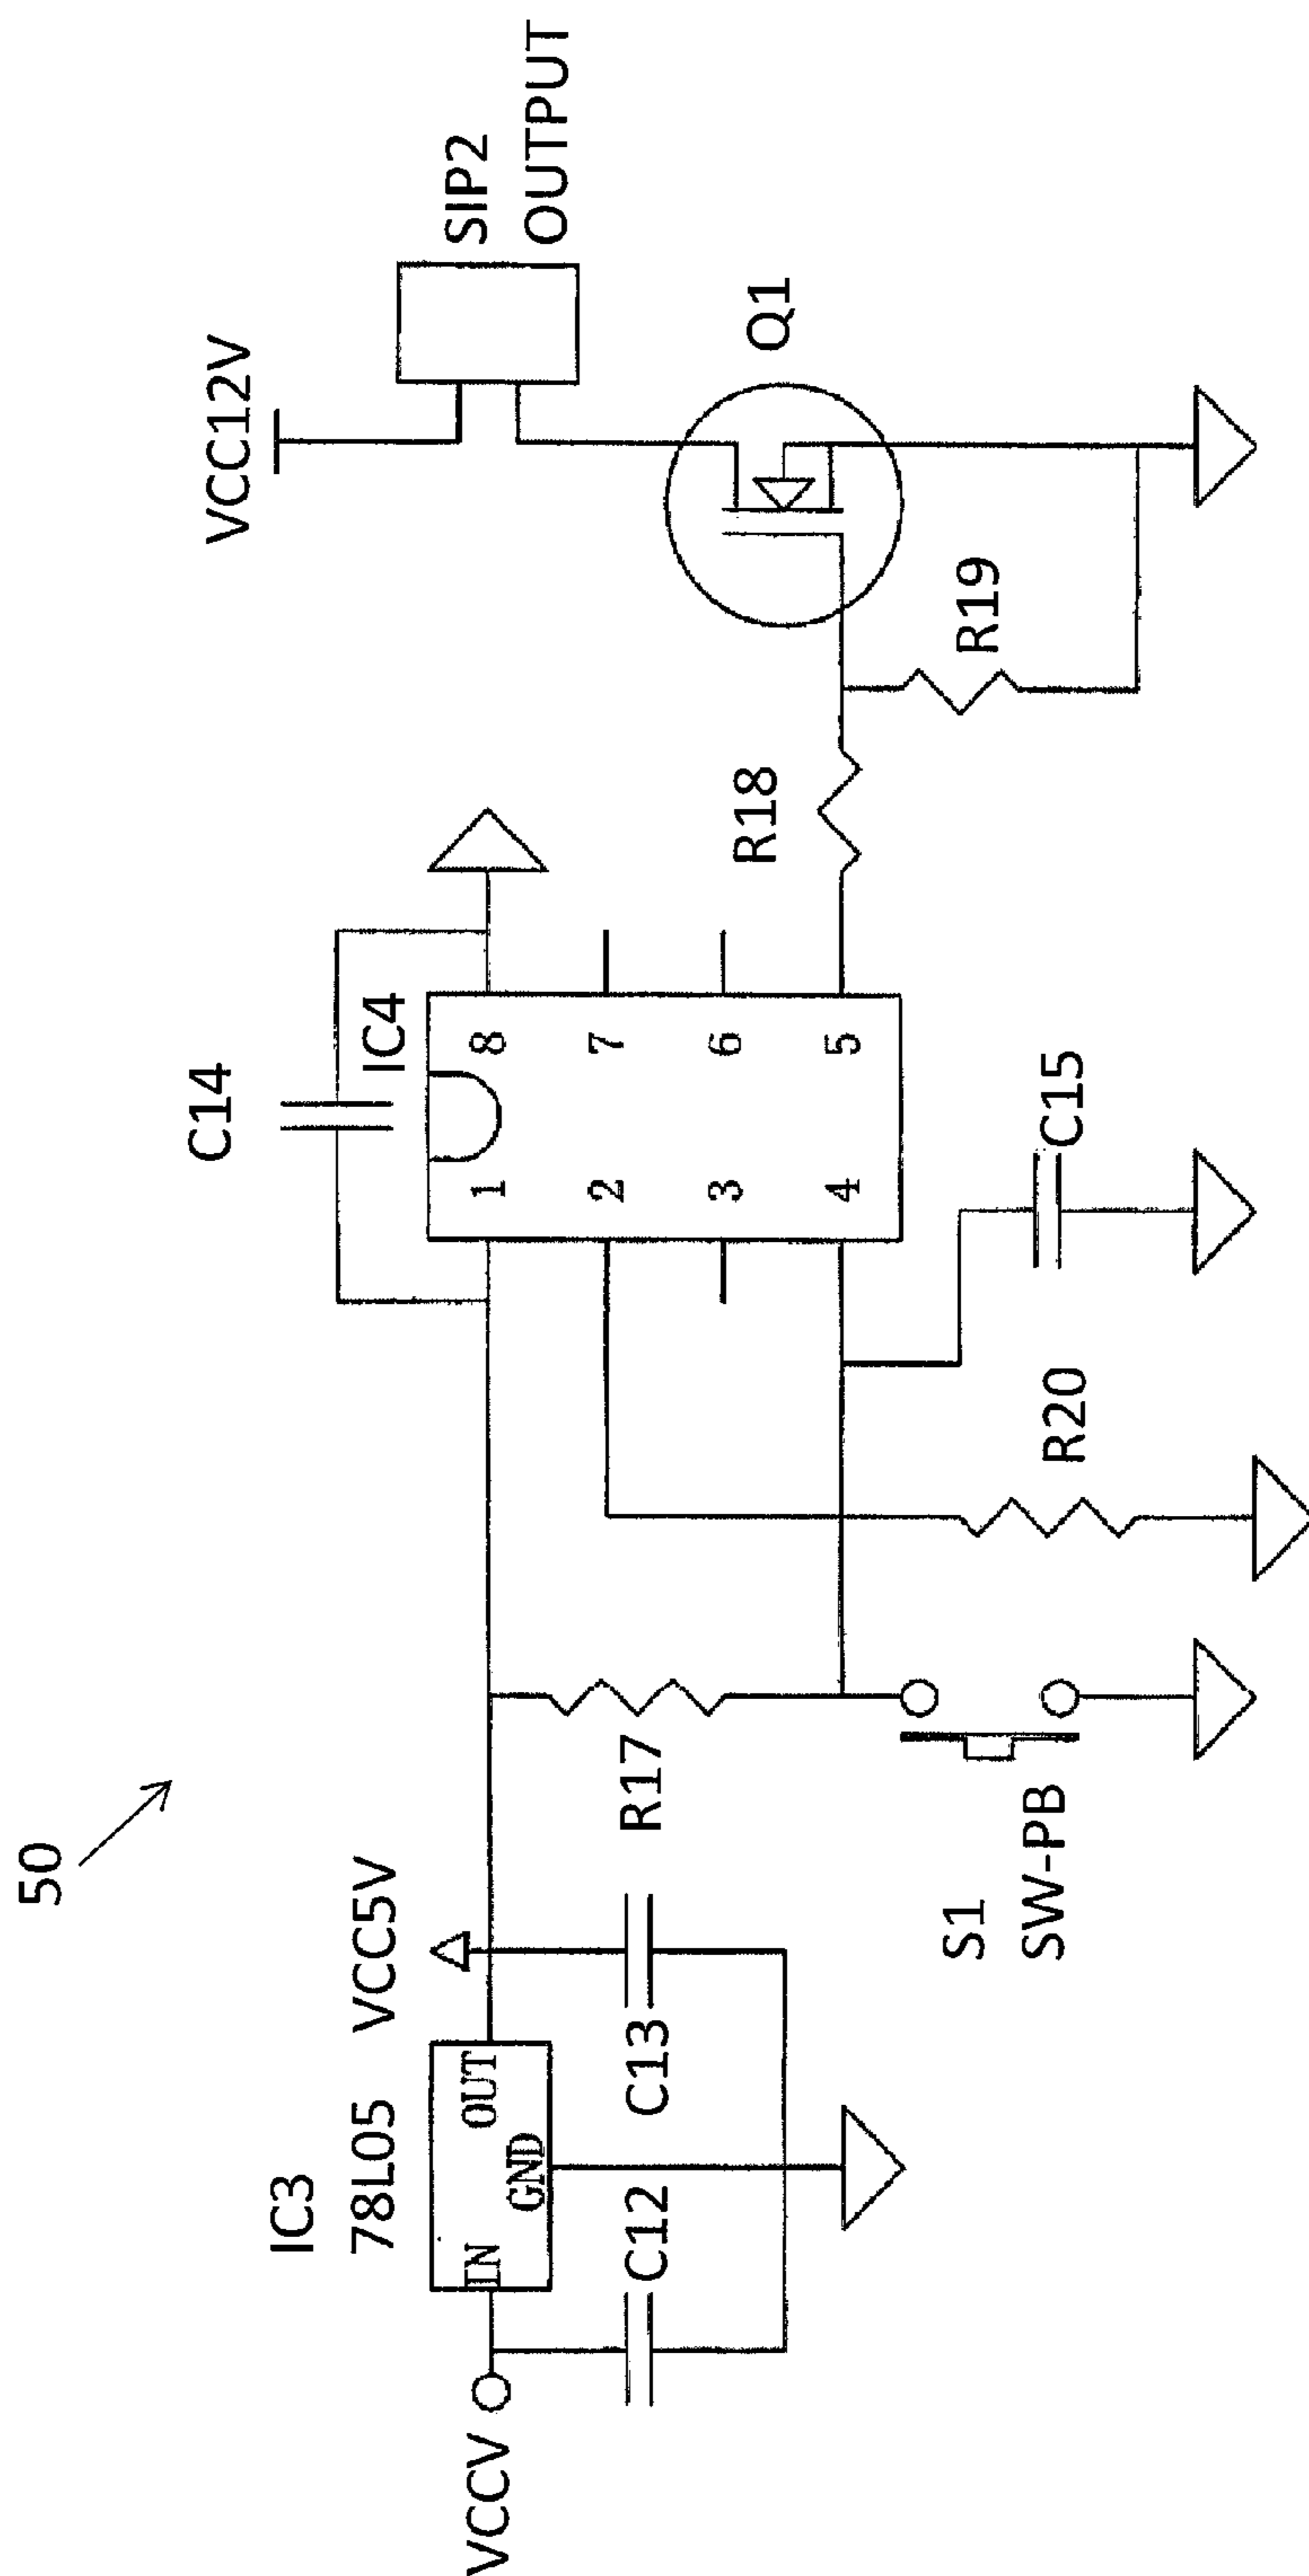 50
IC3
78L05
VCC5V
VCCV
IN
OUT
GND
C12
C13
R17
S1
SW-PB
R20
C15
C14
IC4
1
2
3
4
8
7
6
5
R18
R19
Q1
VCC12V
SIP2
OUTPUT